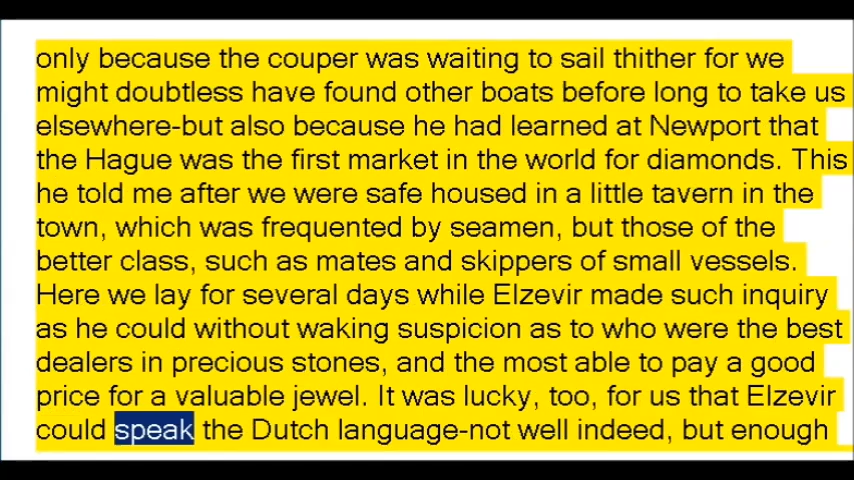 only because the couper was waiting to sail thither for we
might doubtless have found other boats before long to take us
elsewhere-but also because he had learned at Newport that
the Hague was the first market in the world for diamonds. This
he told me after we were safe housed in a little tavern in the
town, which was frequented by seamen, but those of the
better class, such as mates and skippers of small vessels.
Here we lay for several days while Elzevir made such inquiry
as he could without waking suspicion as to who were the best
dealers in precious stones, and the most able to pay a good
price for a valuable jewel. It was lucky, too, for us that Elzevir
could speak the Dutch language-not well indeed, but enough